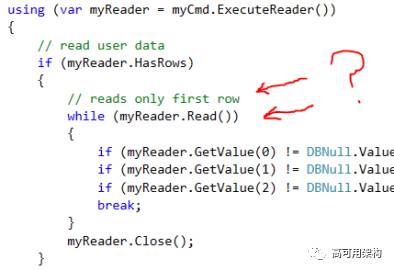 using (var myReader = myCmd.ExecuteReader())
{
    // read user data
    if (myReader.HasRows)
    {
        // reads only first row
        while (myReader.Read())
        {
            if (myReader.GetValue(0) != DBNull.Value
            if (myReader.GetValue(1) != DBNull.Value
            if (myReader.GetValue(2) != DBNull.Value
            break;
        }
        myReader.Close();
    }
?
高可用架构